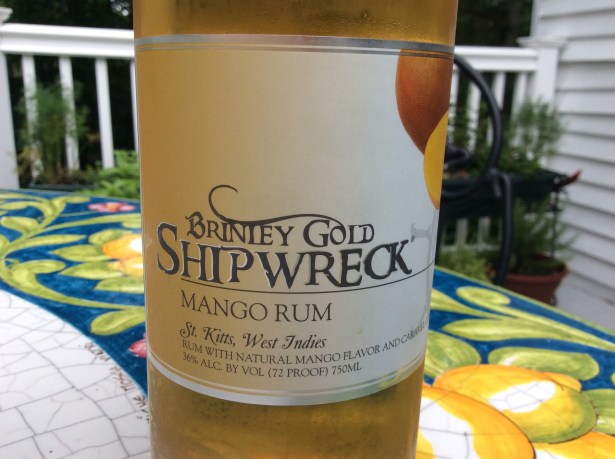 BRINLEY GOLD
SHIPWRECK
MANGO RUM
St. Kitts, West Indies
RUM WITH NATURAL MANGO FLAVOR AND
36% ALC. BY VOL (72 PROOF) 750ML